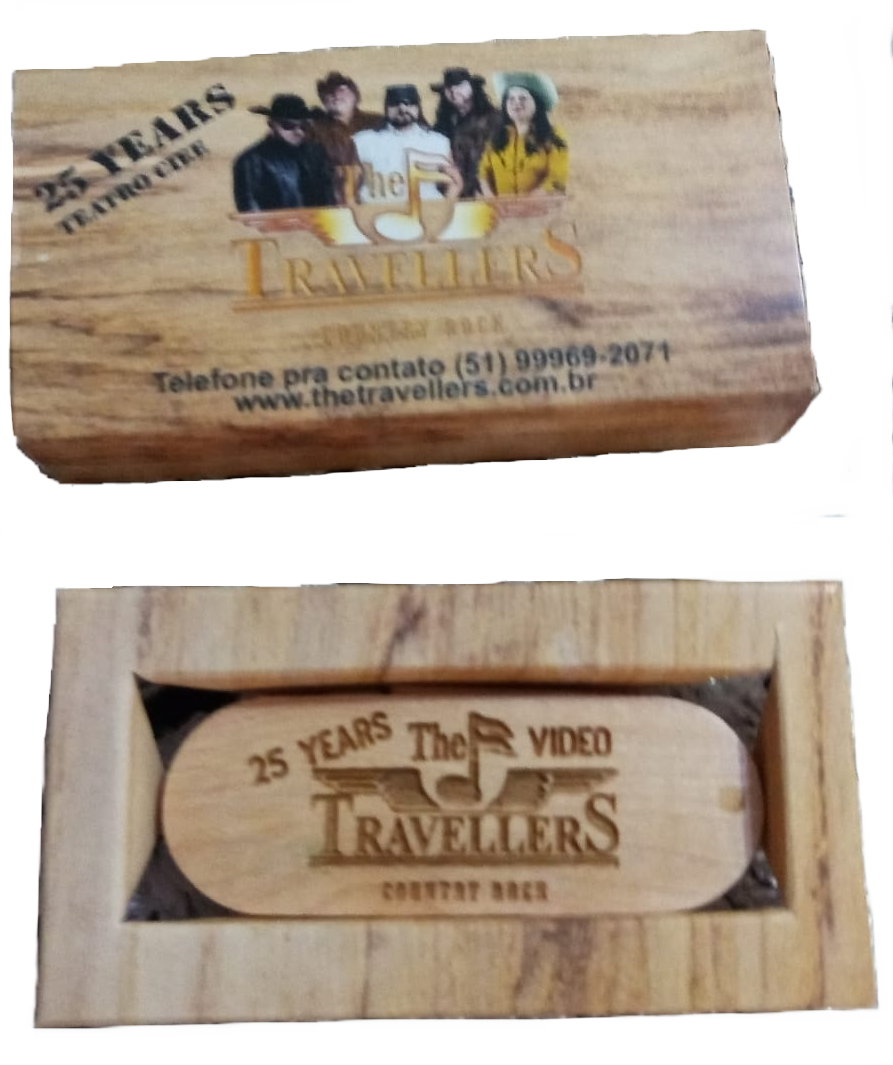 25 YEARS
TEATRO CIEE
The
TRAVELLERS
COUNTRY ROCK
Telefone pra contato (51) 99969-2071
www.thetravellers.com.br
25 YEARS The VIDEO
TRAVELLERS
COUNTRY ROCK